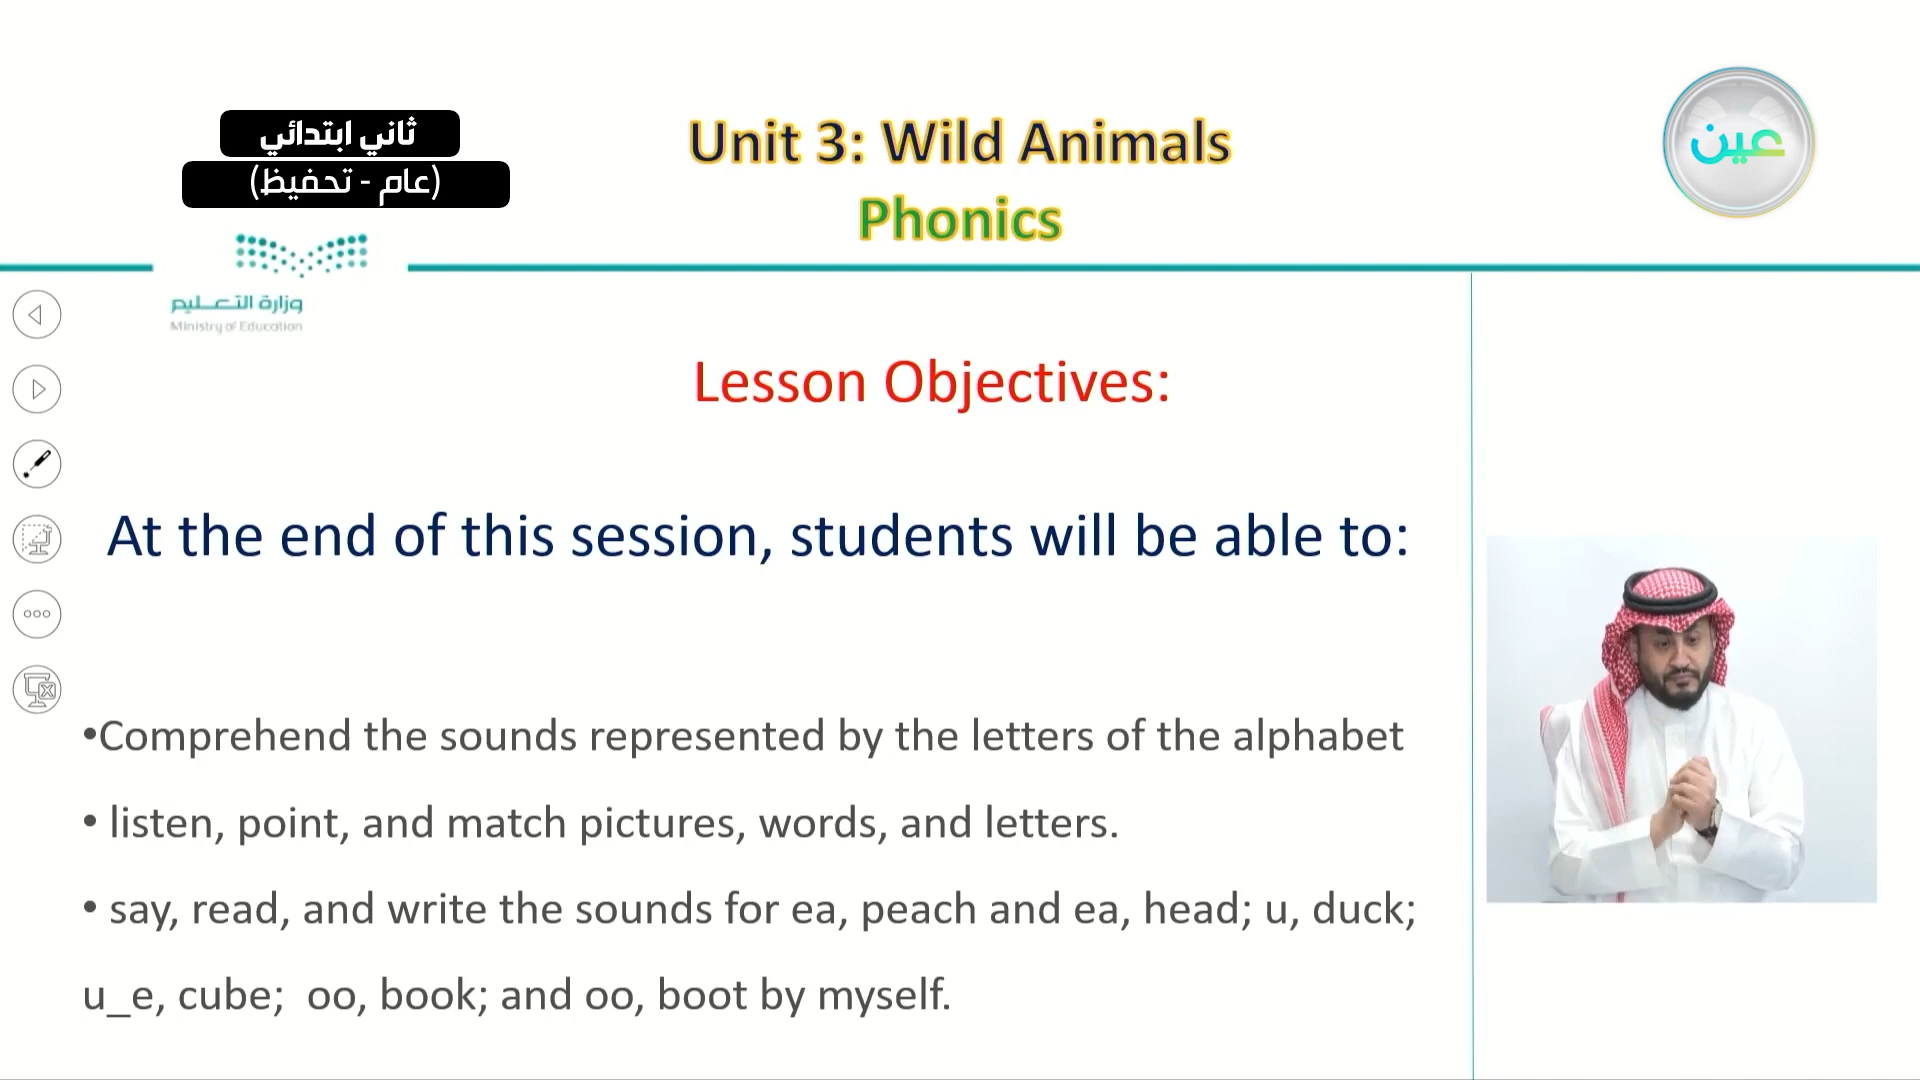 ثاني ابتدائي
(عام - تحفيظ)
Unit 3: Wild Animals
Phonics
عين
وزارة التعليم
Ministry of Education
Lesson Objectives:
At the end of this session, students will be able to:
•Comprehend the sounds represented by the letters of the alphabet
• listen, point, and match pictures, words, and letters.
• say, read, and write the sounds for ea, peach and ea, head; u, duck;
u_e, cube;  oo, book; and oo, boot by myself.